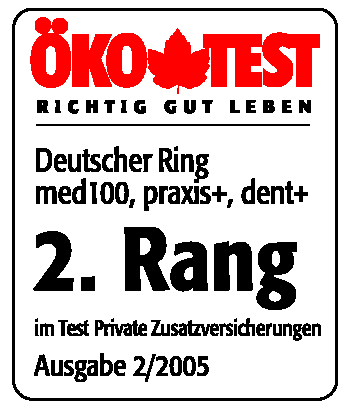 ÖKO TEST
RICHTIG GUT LEBEN
Deutscher Ring
med100, praxis+, dent+
2. Rang
im Test Private Zusatzversicherungen
Ausgabe 2/2005